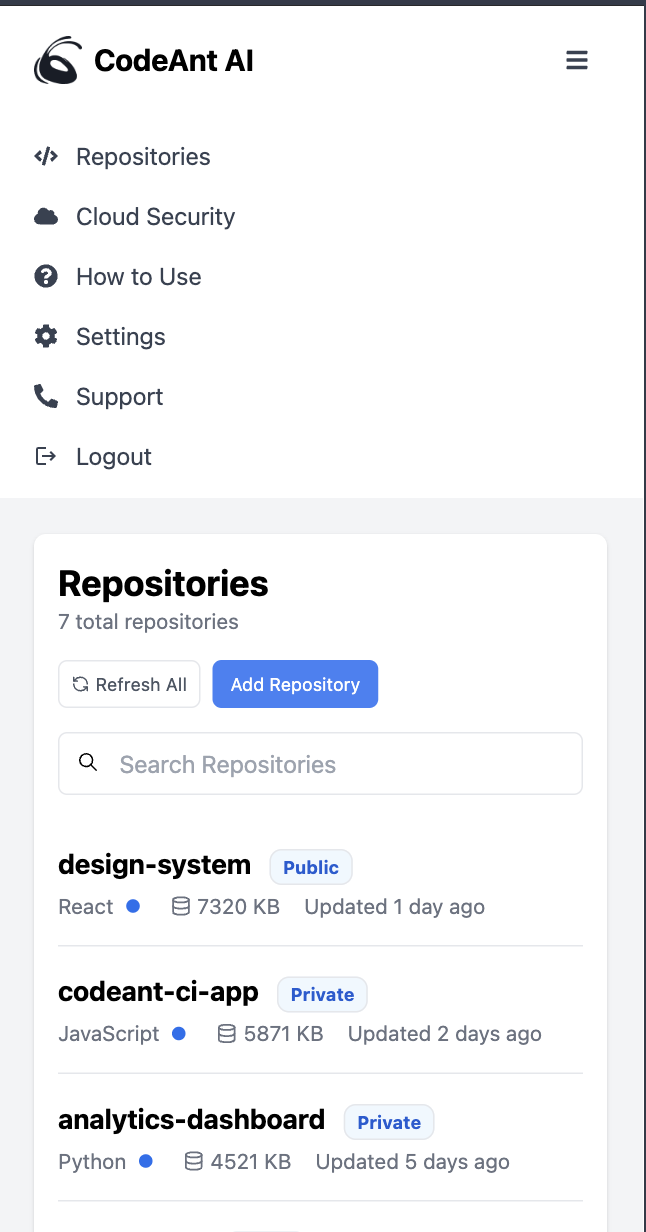 CodeAnt AI
Repositories
Cloud Security
How to Use
Settings
Support
Logout
Repositories
7 total repositories
Refresh All Add Repository
Search Repositories
design-system Public
React 7320 KB Updated 1 day ago
codeant-ci-app Private
JavaScript 5871 KB Updated 2 days ago
analytics-dashboard Private
Python 4521 KB Updated 5 days ago